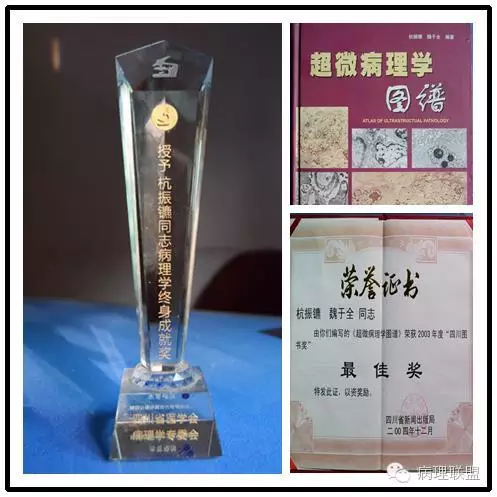 授予杭振镳同志病理学终身成就奖
四川省医学会
病理学专委会
杭振镳 魏于全 编著
超微病理学
图谱
ATLAS OF ULTRASTRUCTUAL PATHOLOGY
荣誉证书
杭振镳 魏于全 同志
由你们编写的《超微病理学图谱》荣获2003年度“四川图
书奖”
最佳奖
特发此证，以资奖励。
四川省新闻出版局
二00四年十二月
病理联盟